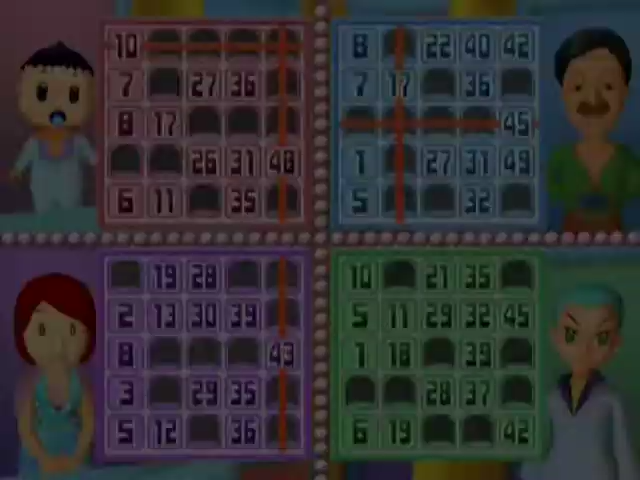 10
7 27 36
8 17
26 31 48
6 11 35
8 22 40 42
7 17 36
45
1 27 31 49
5 32
19 28
2 13 30 39
8 43
3 29 35
5 12 36
10 21 35
5 11 29 32 45
1 18 39
28 37
6 19 42